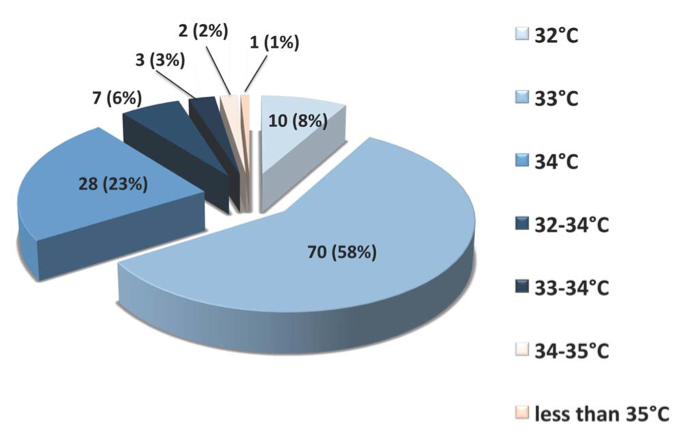 2 (2%)
1 (1%)
3 (3%)
7 (6%)
10 (8%)
28 (23%)
70 (58%)
32°C
33°C
34°C
32-34°C
33-34°C
34-35°C
less than 35°C